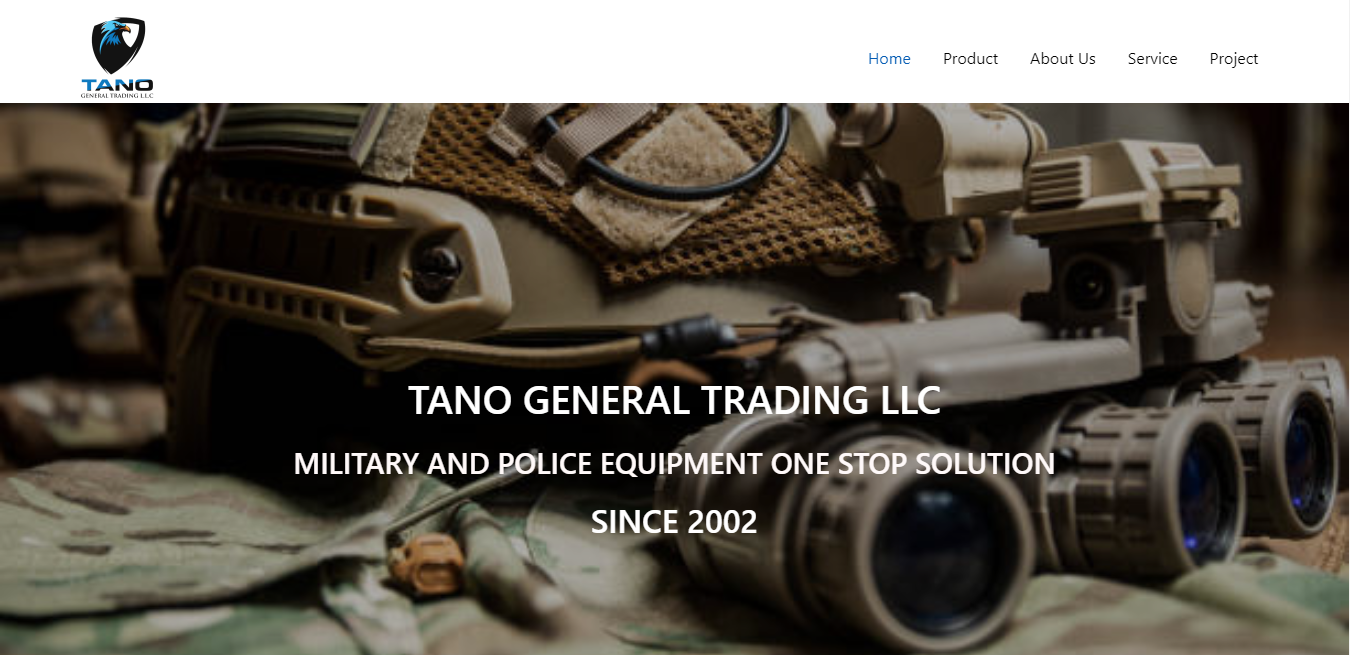 TANO
GENERAL TRADING L.L.C
Home
Product
About Us
Service
Project
TANO GENERAL TRADING LLC
MILITARY AND POLICE EQUIPMENT ONE STOP SOLUTION
SINCE 2002